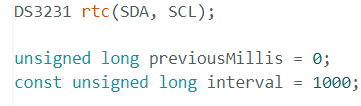 DS3231 rtc(SDA, SCL);
unsigned long previousMillis = 0;
const unsigned long interval = 1000;